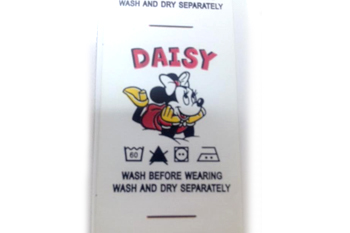 WASH AND DRY SEPARATELY
DAISY
60
WASH BEFORE WEARING
WASH AND DRY SEPARATELY